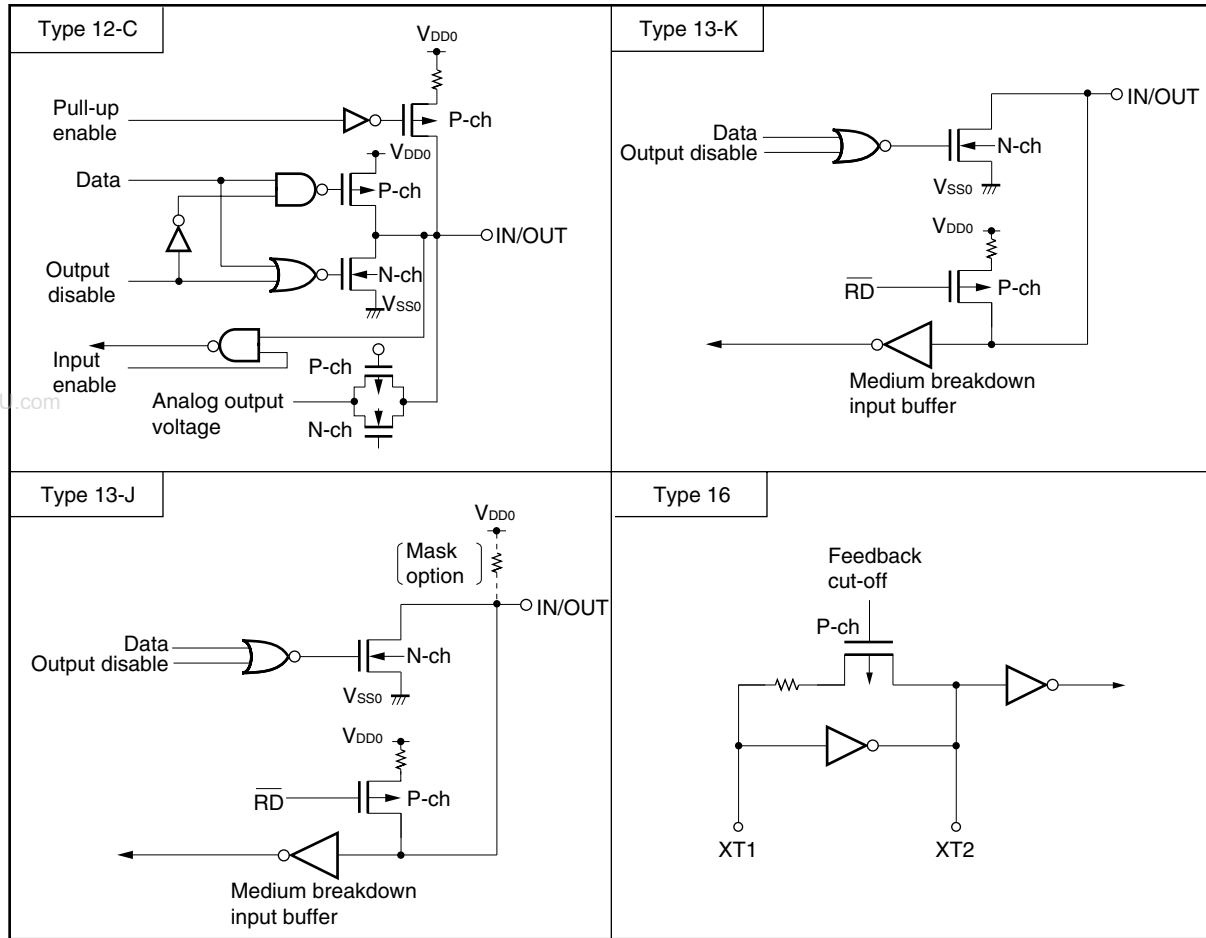 Type 12-C
VDD0
Pull-up
enable
P-ch
VDD0
Data
P-ch
IN/OUT
Output
disable
N-ch
VSS0
Input
enable
P-ch
Analog output
voltage
N-ch
U.com
Type 13-K
IN/OUT
Data
Output disable
N-ch
VSS0
VDD0
RD
P-ch
Medium breakdown
input buffer
Type 13-J
VDD0
Mask
option
IN/OUT
Data
Output disable
N-ch
VSS0
VDD0
RD
P-ch
Medium breakdown
input buffer
Type 16
Feedback
cut-off
P-ch
XT1
XT2